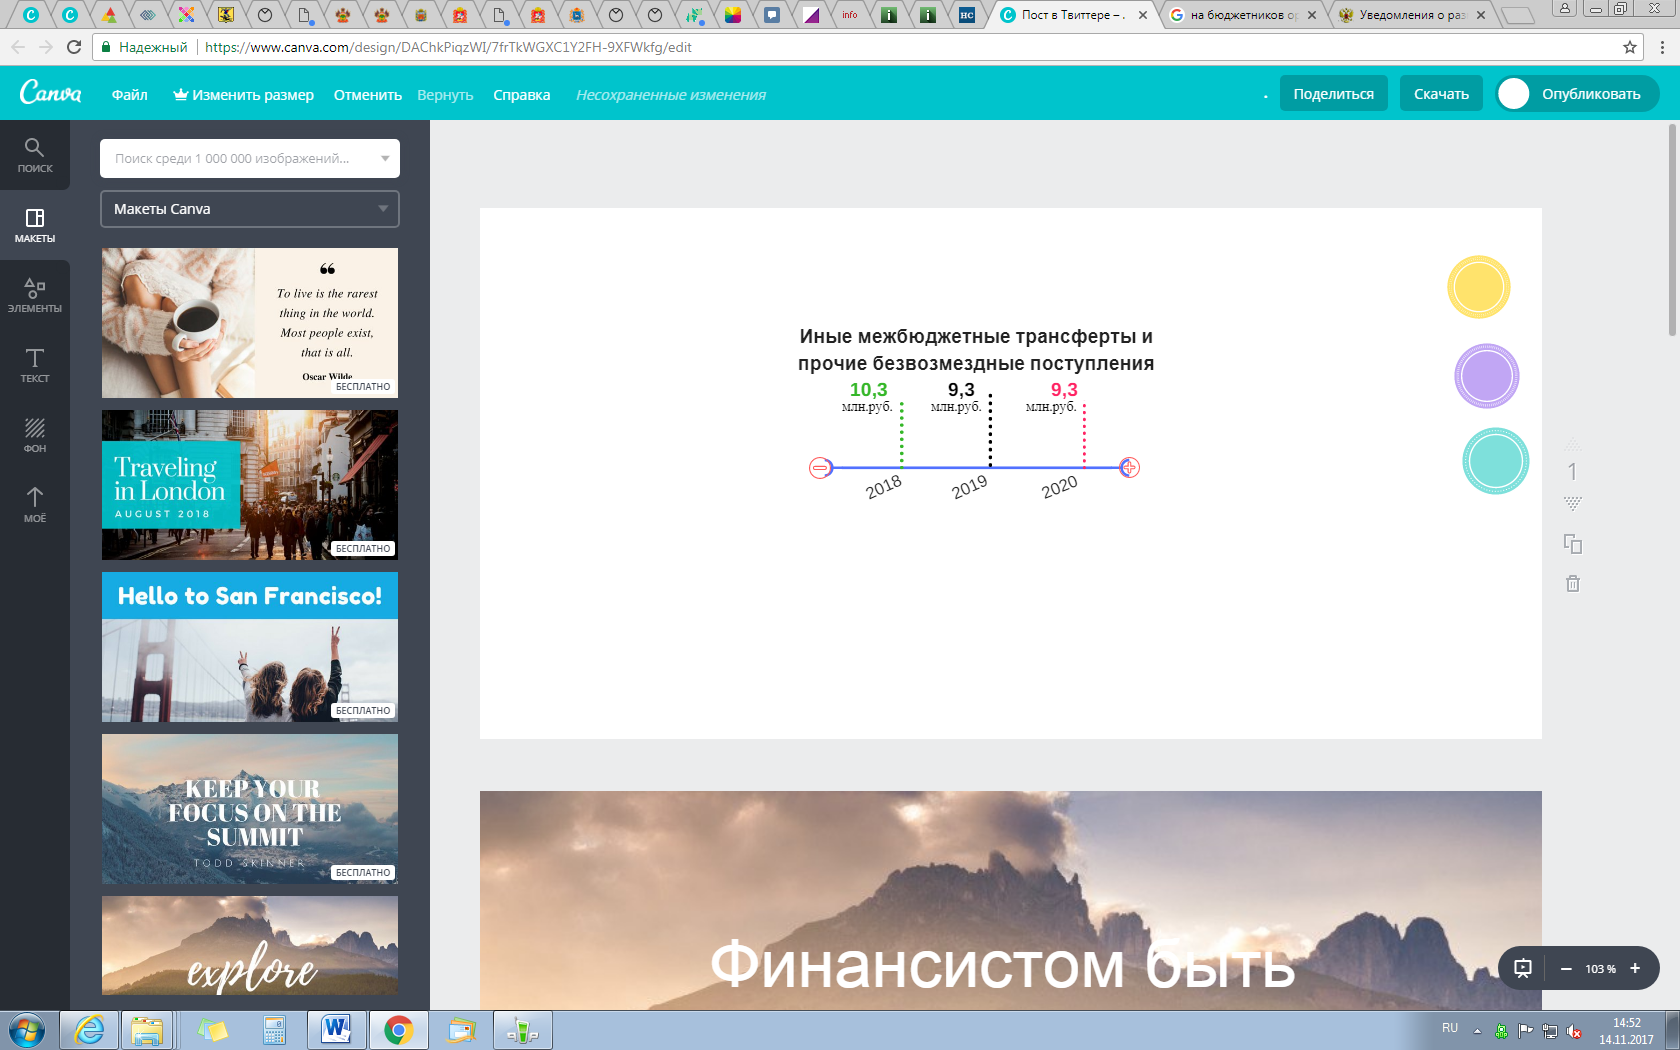 info
НС
Пост в Твиттере –
на бюджетников ор
Уведомления о раз
Надежный
https://www.canva.com/design/DAChkPiqzWI/7frTkWGXC1Y2FH-9XFWkfg/edit
Canva
Файл
Изменить размер
Отменить
Вернуть
Справка
Несохраненные изменения
Поделиться
Скачать
Опубликовать
ПОИСК
МАКЕТЫ
ЭЛЕМЕНТЫ
ТЕКСТ
ФОН
МОЁ
Поиск среди 1 000 000 изображений...
Макеты Canva
To live is the rarest
thing in the world.
Most people exist,
that is all.
Oscar Wilde
БЕСПЛАТНО
Traveling
in London
AUGUST 2018
БЕСПЛАТНО
Hello to San Francisco!
БЕСПЛАТНО
KEEP YOUR
FOCUS ON THE
SUMMIT
TODD SKINNER
БЕСПЛАТНО
explore
Иные межбюджетные трансферты и
прочие безвозмездные поступления
10,3 9,3 9,3
млн.руб. млн.руб. млн.руб.
2018 2019 2020
1
Финансистом быть
103 %
RU
14:52
14.11.2017